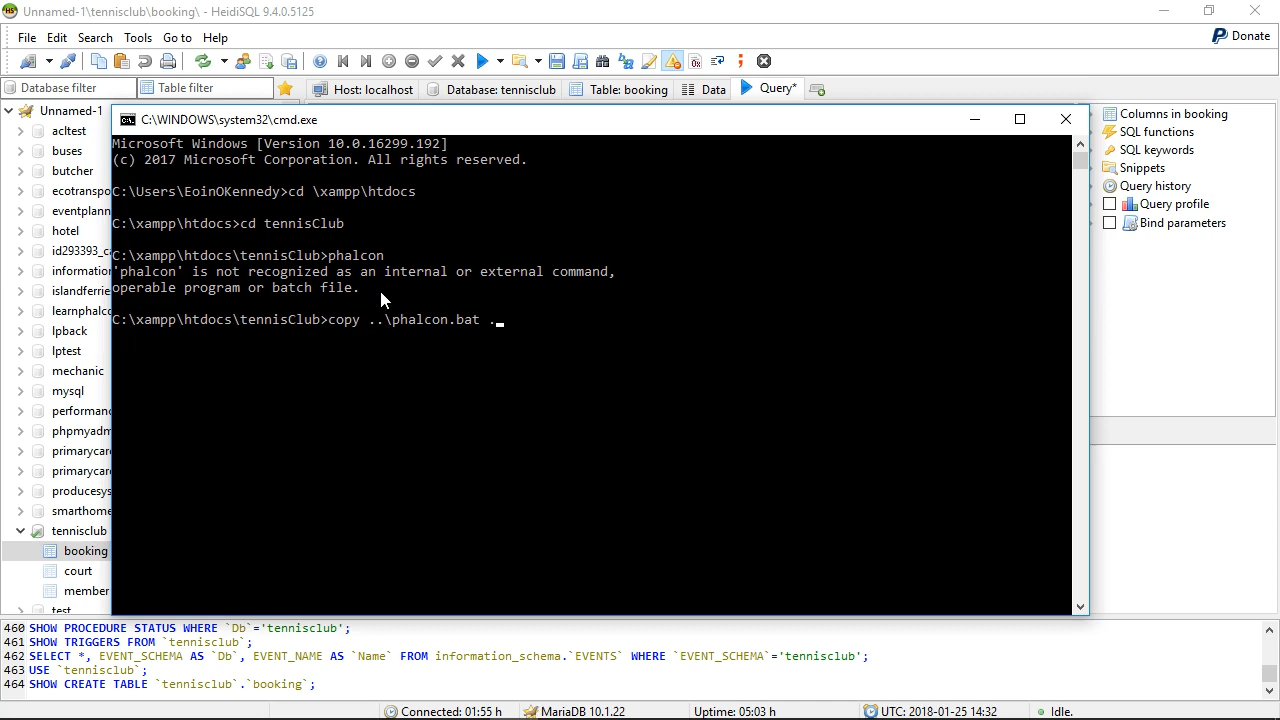 Unnamed-1\tennisclub\booking\ - HeidiSQL 9.4.0.5125
File Edit Search Tools Go to Help
Donate
Database filter
Table filter
Host: localhost
Database: tennisclub
Table: booking
Data
Query*
Unnamed-1
acltest
buses
butcher
ecotranspo
eventplann
hotel
id293393_ca
information
islandferrie
learnphalco
lpback
lptest
mechanic
mysql
performanc
phpmyadm
primarycare
primarycare
producesys
smarthome
tennisclub
booking
court
member
test
C:\WINDOWS\system32\cmd.exe
Microsoft Windows [Version 10.0.16299.192]
(c) 2017 Microsoft Corporation. All rights reserved.
C:\Users\EoinOKennedy>cd \xampp\htdocs
C:\xampp\htdocs>cd tennisClub
C:\xampp\htdocs\tennisClub>phalcon
'phalcon' is not recognized as an internal or external command,
operable program or batch file.
C:\xampp\htdocs\tennisClub>copy ..\phalcon.bat .
Columns in booking
SQL functions
SQL keywords
Snippets
Query history
Query profile
Bind parameters
460 SHOW PROCEDURE STATUS WHERE `Db`='tennisclub';
461 SHOW TRIGGERS FROM `tennisclub`;
462 SELECT *, EVENT_SCHEMA AS `Db`, EVENT_NAME AS `Name` FROM information_schema.`EVENTS` WHERE `EVENT_SCHEMA`='tennisclub';
463 USE `tennisclub`;
464 SHOW CREATE TABLE `tennisclub`.`booking`;
Connected: 01:55 h
MariaDB 10.1.22
Uptime: 05:03 h
UTC: 2018-01-25 14:32
Idle.